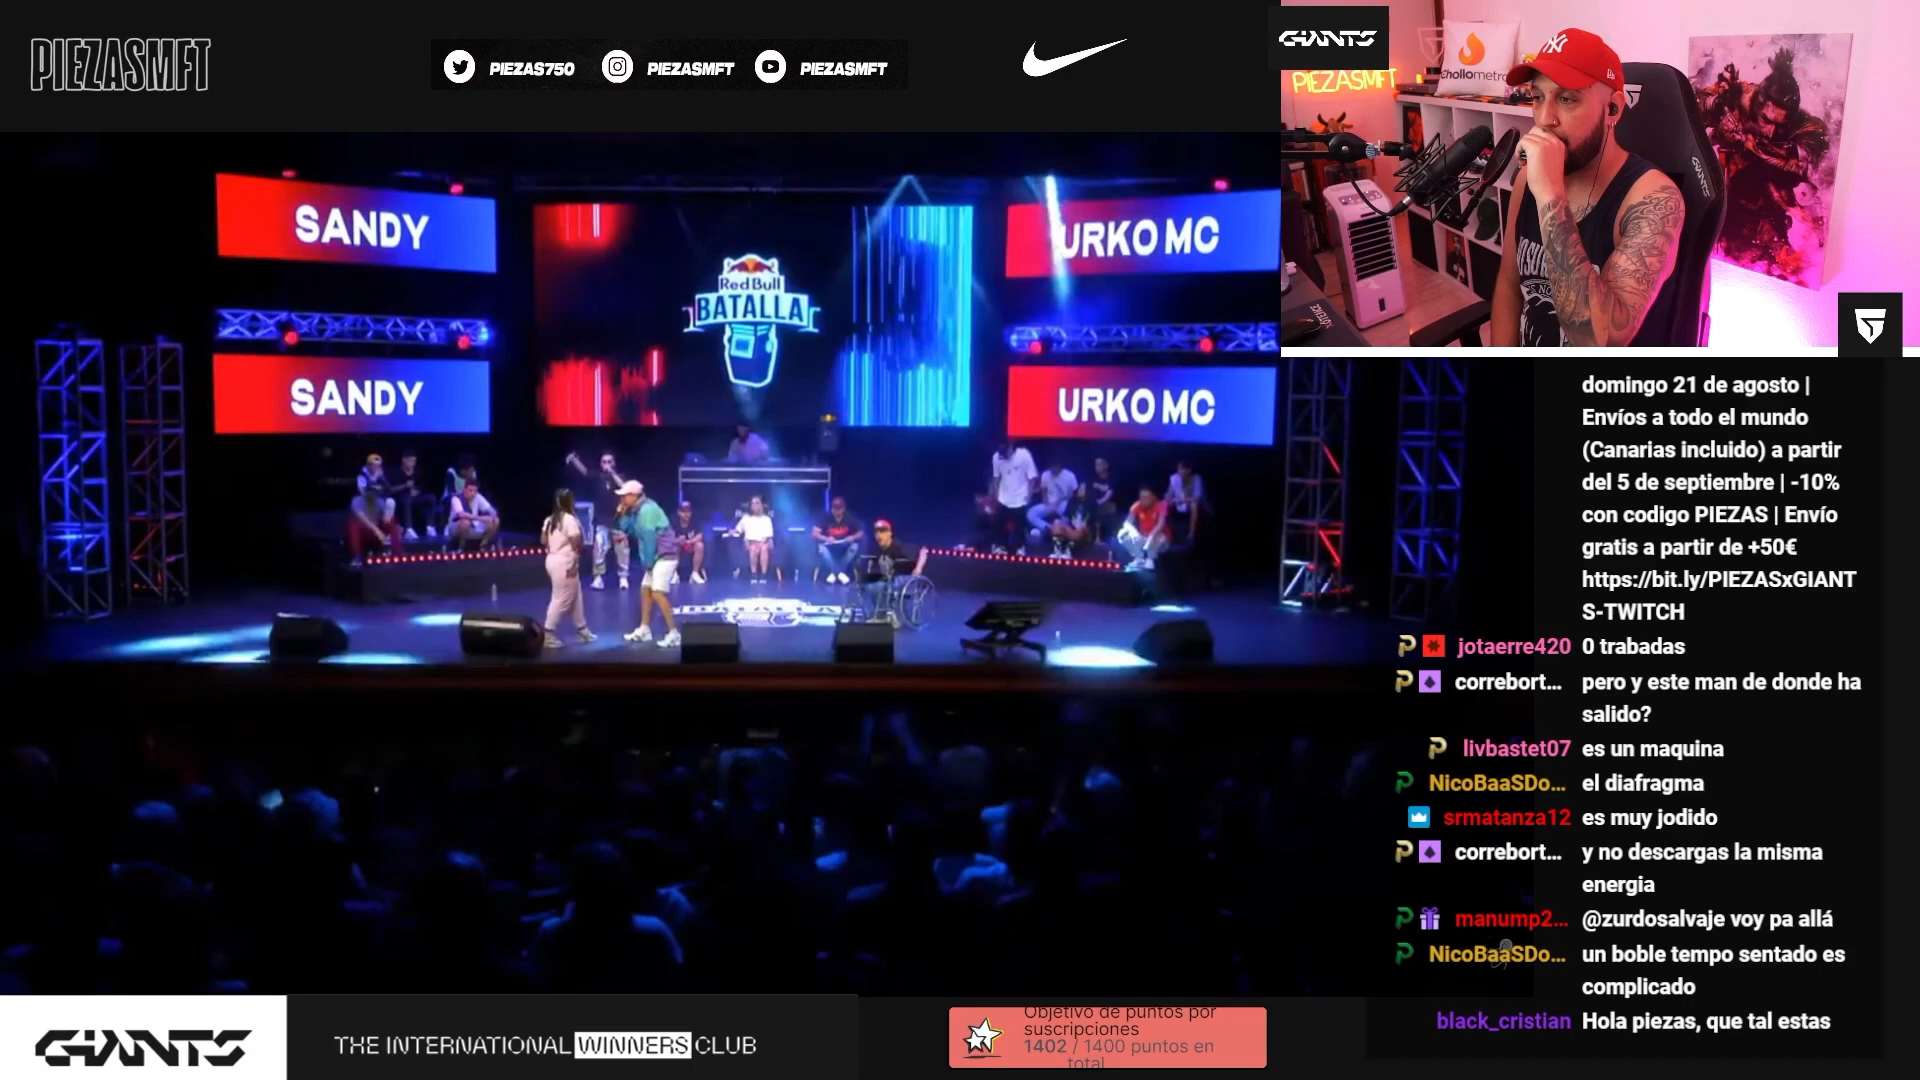 PIEZASMFT
PIEZAS750
PIEZASMFT
PIEZASMFT
GIANTS
chollometro
PIEZASMFT
SANDY
URKO MC
Red Bull
BATALLA
SANDY
URKO MC
BATALLA
GIANTS
domingo 21 de agosto |
Envíos a todo el mundo
(Canarias incluido) a partir
del 5 de septiembre | -10%
con codigo PIEZAS | Envío
gratis a partir de +50€
https://bit.ly/PIEZASxGIANT
S-TWITCH
jotaerre420 0 trabadas
correbort... pero y este man de donde ha
salido?
livbastet07 es un maquina
NicoBaaSDo... el diafragma
srmatanza12 es muy jodido
correbort... y no descargas la misma
energia
manump2... @zurdosalvaje voy pa allá
NicoBaaSDo... un boble tempo sentado es
complicado
black_cristian Hola piezas, que tal estas
GIANTS
THE INTERNATIONAL WINNERS CLUB
Objetivo de puntos por
suscripciones
1402 / 1400 puntos en
total